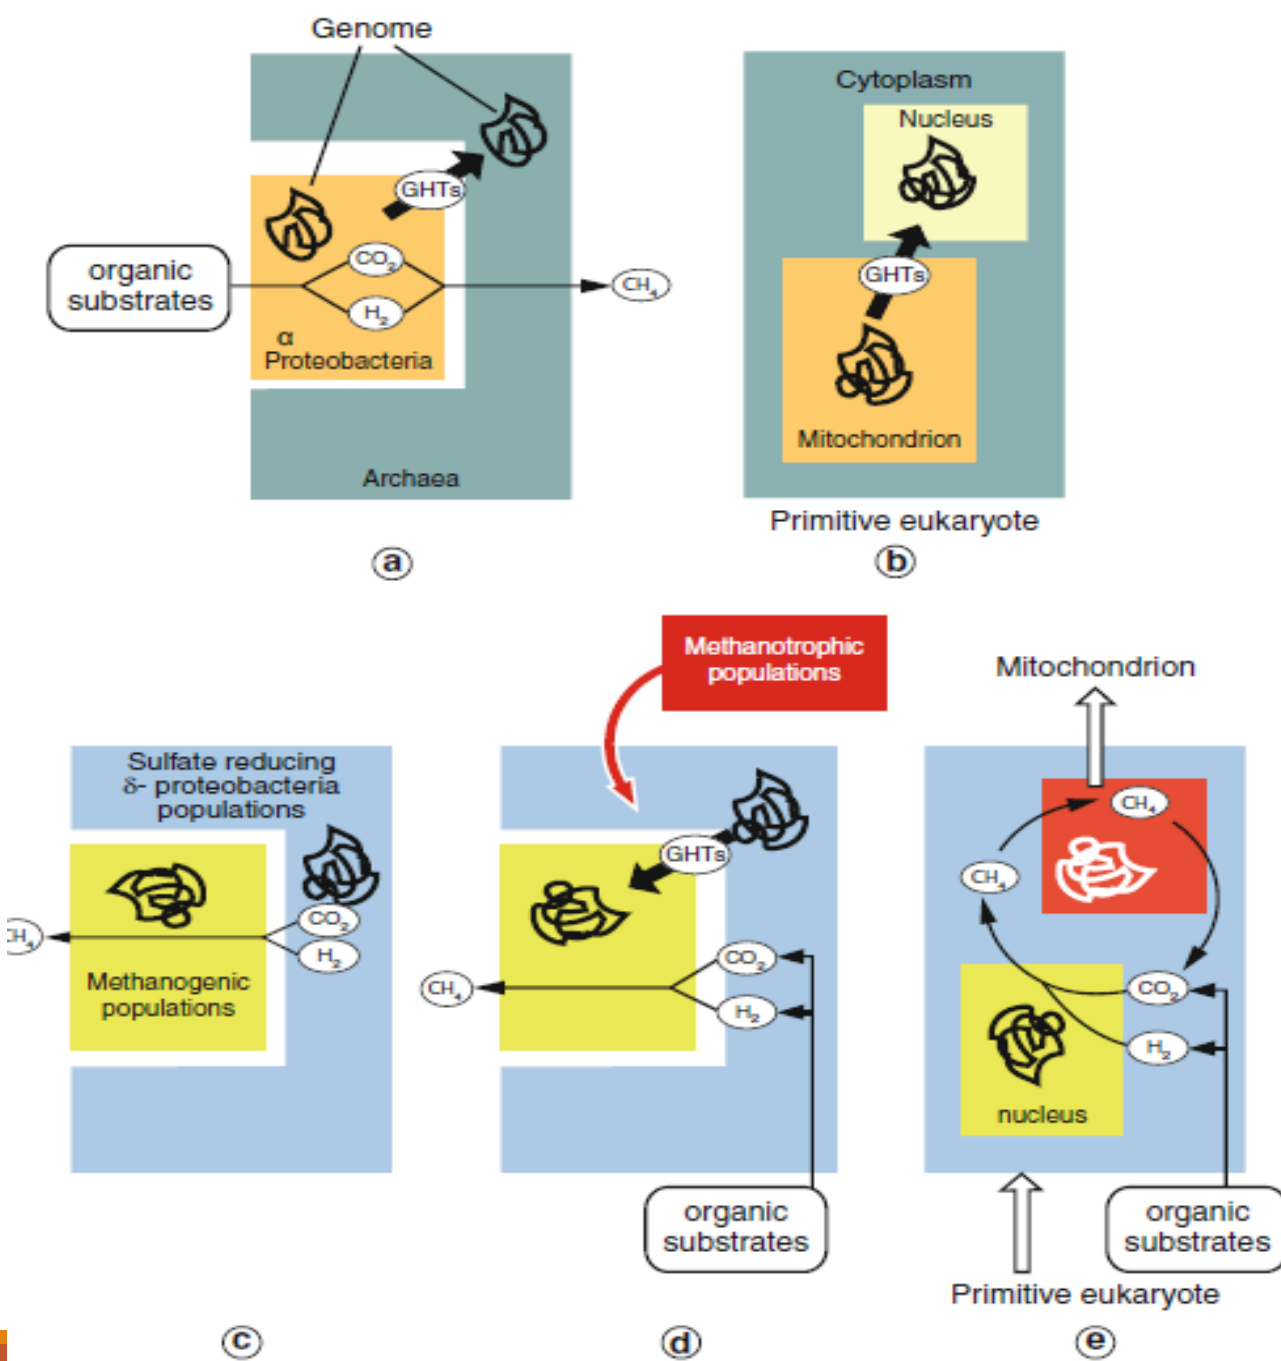 Genome
GHTs
organic
substrates
CO₂
H₂
CH₄
α
Proteobacteria
Archaea
a
Cytoplasm
Nucleus
GHTs
Mitochondrion
Primitive eukaryote
b
Sulfate reducing
δ- proteobacteria
populations
CO₂
H₂
CH₄
Methanogenic
populations
c
Methanotrophic
populations
GHTs
CO₂
H₂
CH₄
organic
substrates
d
Mitochondrion
CH₄
CH₄
CO₂
H₂
nucleus
organic
substrates
Primitive eukaryote
e